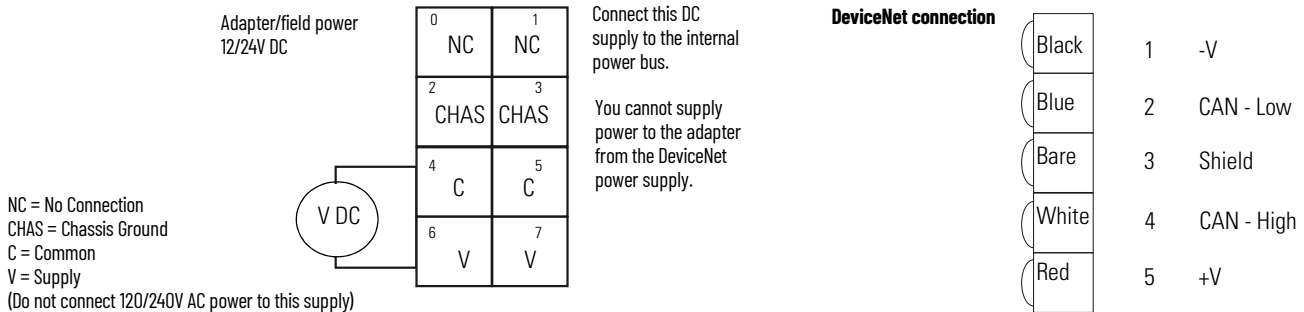 Adapter/field power
12/24V DC
0
1
NC
NC
2
3
CHAS
CHAS
4
5
C
C
6
7
V
V
V DC
NC = No Connection
CHAS = Chassis Ground
C = Common
V = Supply
(Do not connect 120/240V AC power to this supply)
Connect this DC
supply to the internal
power bus.
You cannot supply
power to the adapter
from the DeviceNet
power supply.
DeviceNet connection
Black 1 -V
Blue 2 CAN - Low
Bare 3 Shield
White 4 CAN - High
Red 5 +V